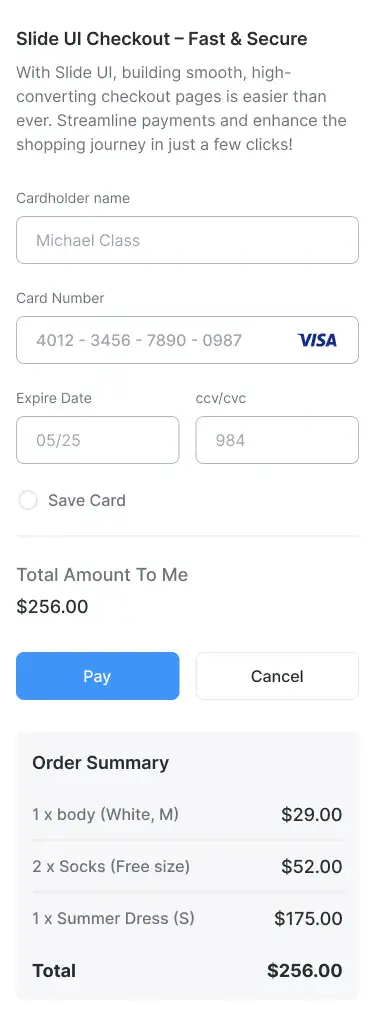 Slide UI Checkout – Fast & Secure
With Slide UI, building smooth, high-
converting checkout pages is easier than
ever. Streamline payments and enhance the
shopping journey in just a few clicks!
Cardholder name
Michael Class
Card Number
4012 - 3456 - 7890 - 0987 VISA
Expire Date ccv/cvc
05/25 984
Save Card
Total Amount To Me
$256.00
Pay Cancel
Order Summary
1 x body (White, M) $29.00
2 x Socks (Free size) $52.00
1 x Summer Dress (S) $175.00
Total $256.00